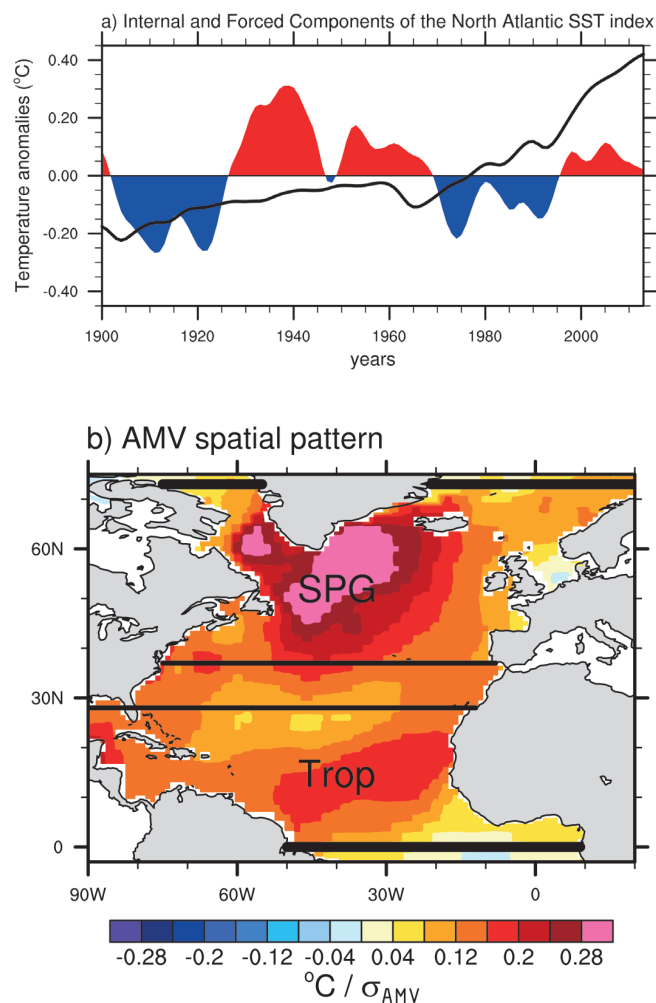 a) Internal and Forced Components of the North Atlantic SST index
Temperature anomalies (°C)
0.40
0.20
0.00
-0.20
-0.40
1900 1920 1940 1960 1980 2000
years
b) AMV spatial pattern
60N
30N
0
SPG
Trop
90W 60W 30W 0
-0.28 -0.2 -0.12 -0.04 0.04 0.12 0.2 0.28
°C / σAMV